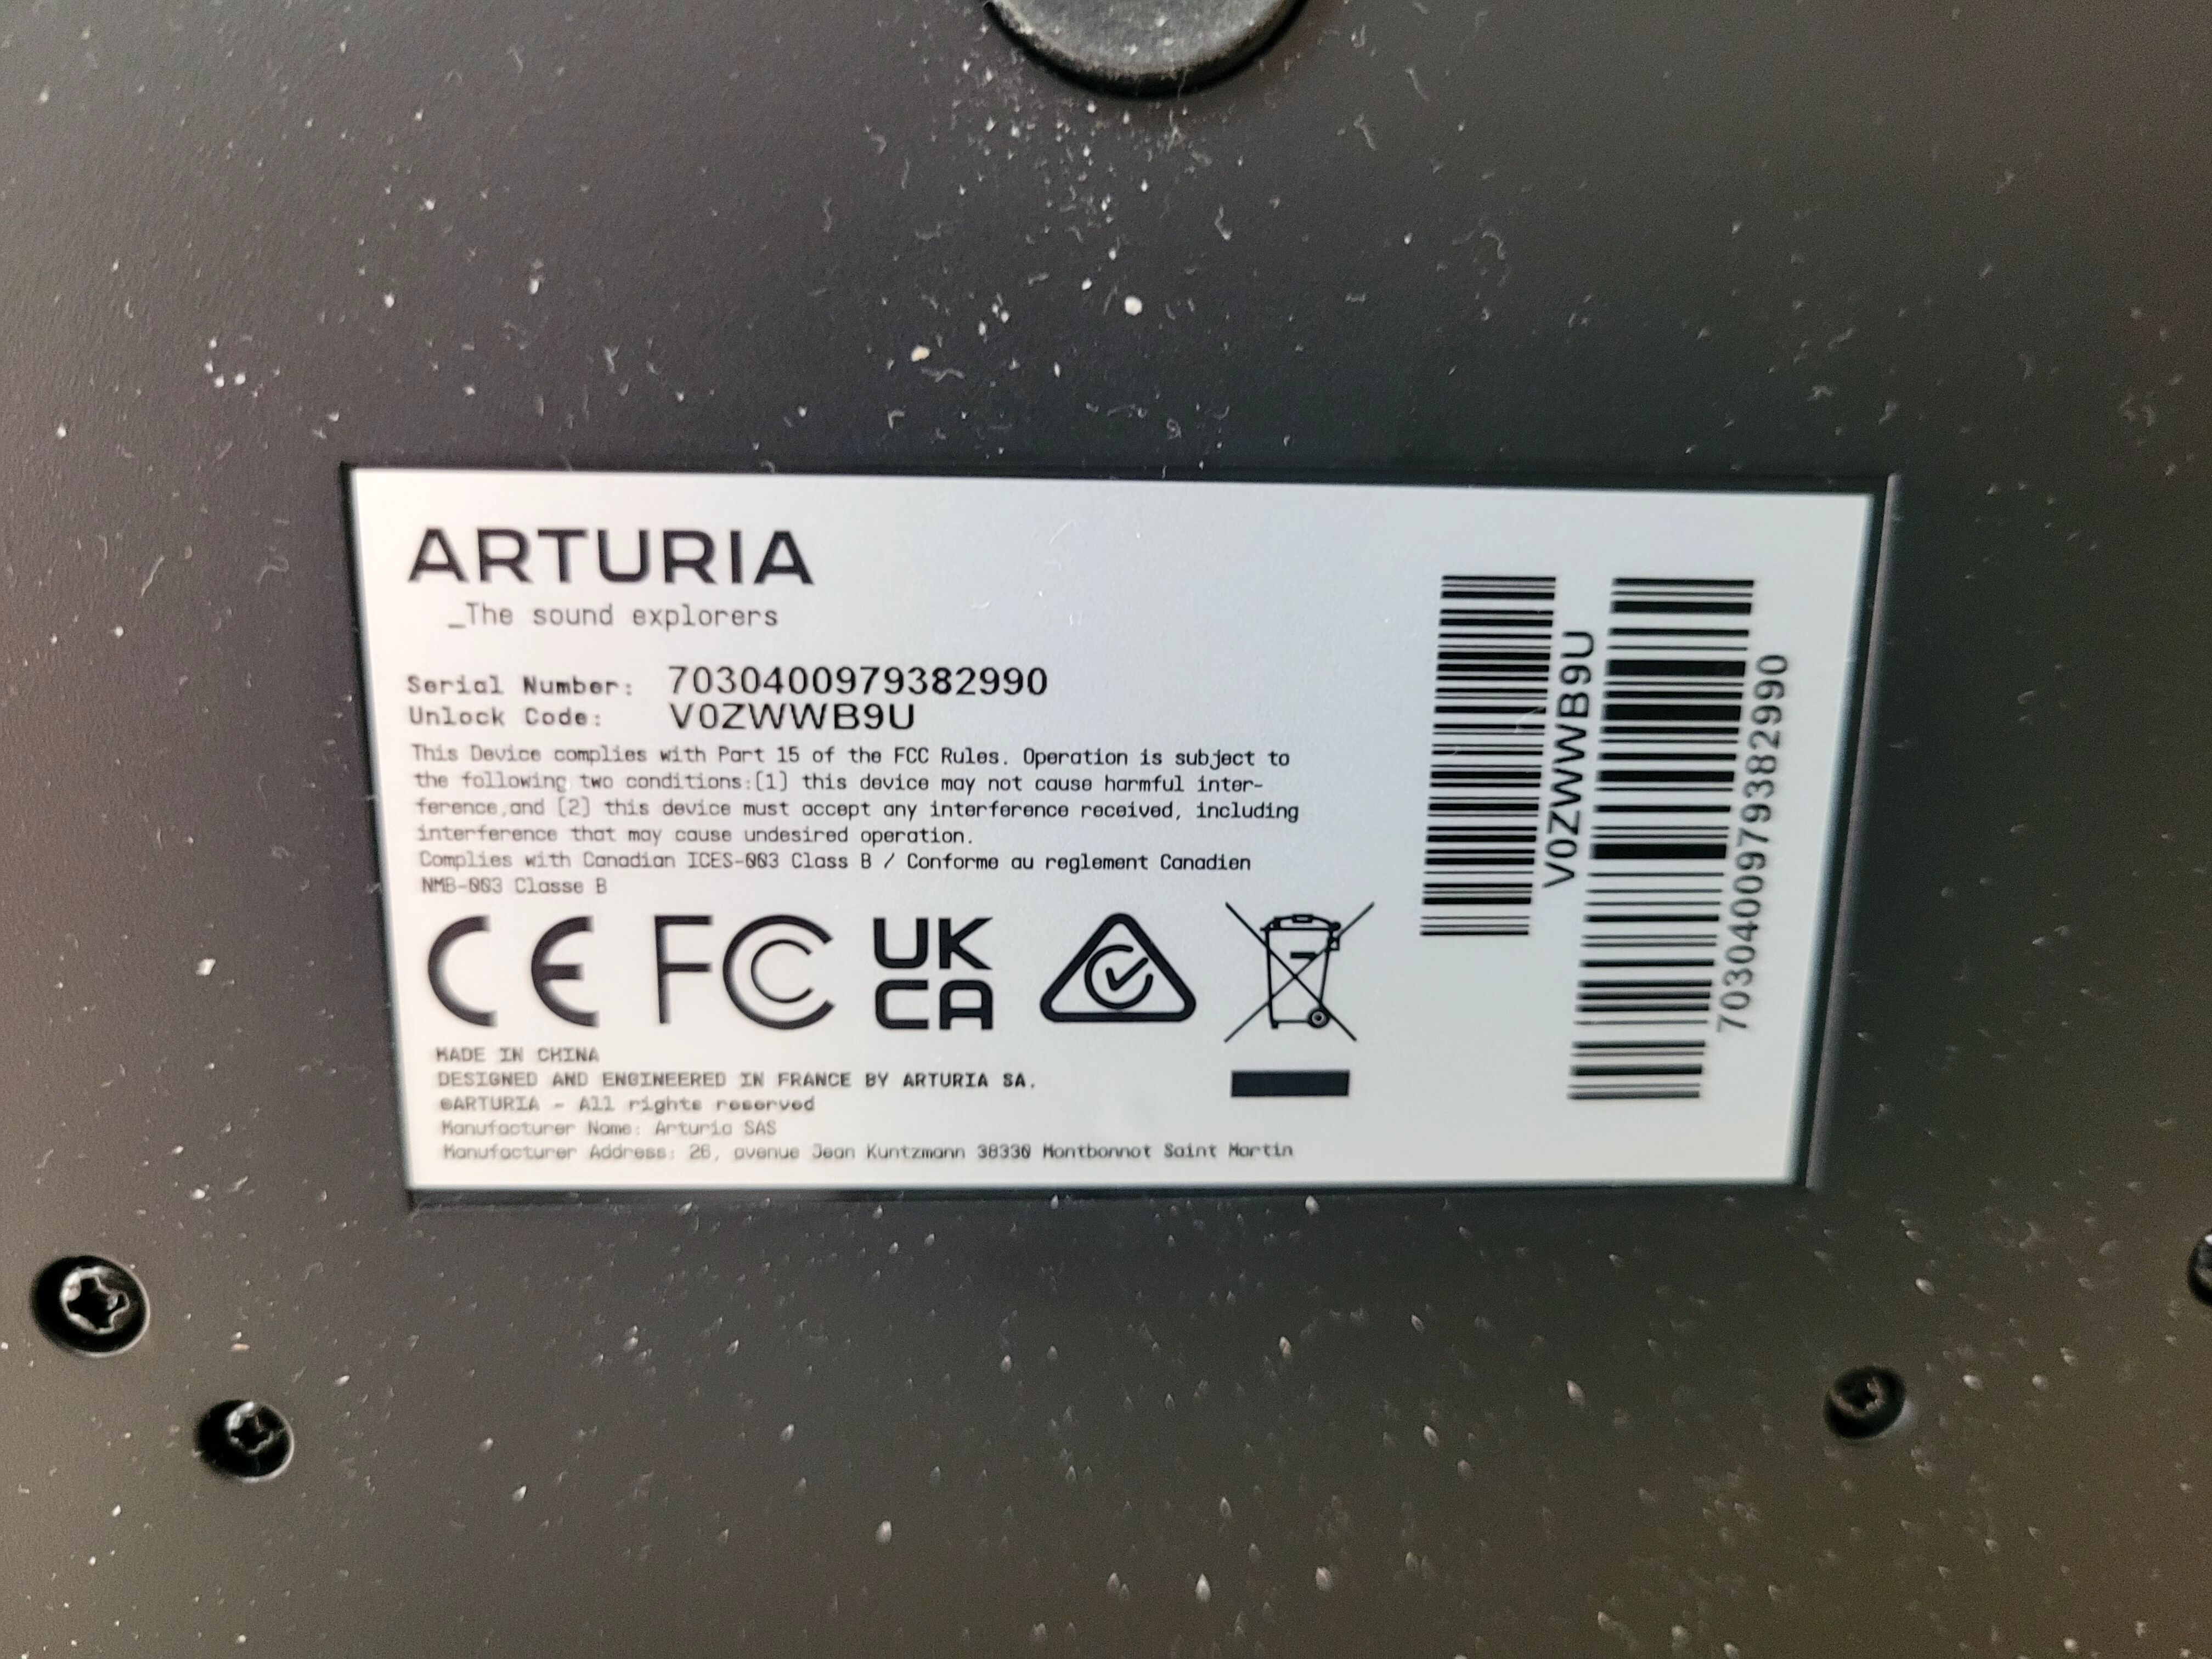 ARTURIA
_The sound explorers
Serial Number: 7030400979382990
Unlock Code: V0ZWWB9U
This Device complies with Part 15 of the FCC Rules. Operation is subject to
the following two conditions:(1) this device may not cause harmful inter-
ference,and (2) this device must accept any interference received, including
interference that may cause undesired operation.
Complies with Canadian ICES-003 Class B / Conforme au reglement Canadien
NMB-003 Classe B
CE FC UK
CA
MADE IN CHINA
DESIGNED AND ENGINEERED IN FRANCE BY ARTURIA SA.
©ARTURIA - All rights reserved
Manufacturer Name: Arturia SAS
Manufacturer Address: 26, avenue Jean Kuntzmann 38330 Montbonnot Saint Martin
V0ZWWB9U
7030400979382990